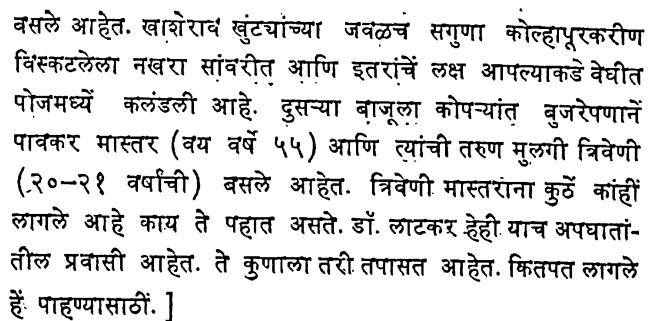 बसले आहेत. खाशेराव खुंट्यांच्या जवळच सगुणा कोल्हापूरकरीण
विस्कटलेला नखरा सांवरीत आणि इतरांचें लक्ष आपल्याकडे वेधीत
पोजमध्यें कलंडली आहे. दुसऱ्या बाजूला कोपऱ्यांत बुजरेपणानें
पावकर मास्तर (वय वर्षे ५५) आणि त्यांची तरुण मुलगी त्रिवेणी
(२०–२१ वर्षांची) बसले आहेत. त्रिवेणी मास्तरांना कुठें कांहीं
लागले आहे काय ते पहात असते. डॉ. लाटकर हेही याच अपघातां-
तील प्रवासी आहेत. ते कुणाला तरी तपासत आहेत. कितपत लागले
हें पाहण्यासाठीं. ]